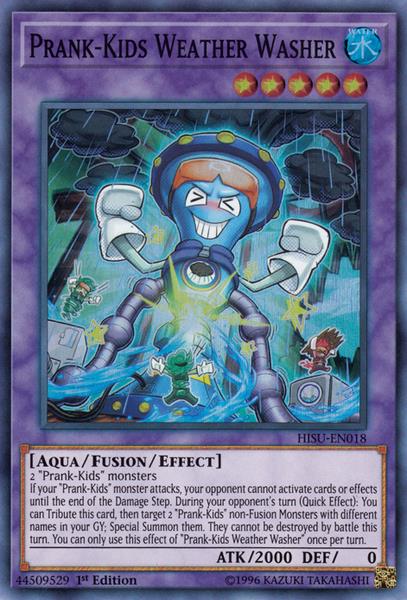 PRANK-KIDS WEATHER WASHER
WATER
水
HISU-EN018
[AQUA/FUSION/EFFECT]
2 "Prank-Kids" monsters
If your "Prank-Kids" monster attacks, your opponent cannot activate cards or effects
until the end of the Damage Step. During your opponent's turn (Quick Effect): You
can Tribute this card, then target 2 "Prank-Kids" non-Fusion Monsters with different
names in your GY; Special Summon them. They cannot be destroyed by battle this
turn. You can only use this effect of "Prank-Kids Weather Washer" once per turn.
ATK/2000 DEF/ 0
44509529 1st Edition ©1996 KAZUKI TAKAHASHI